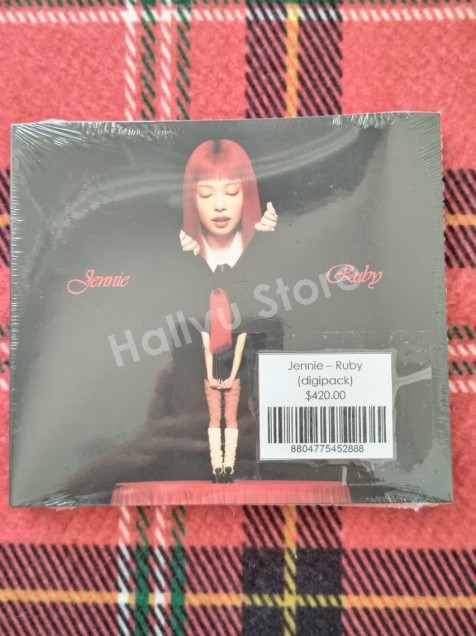 Jennie
Ruby
Hallyu Store
Jennie – Ruby
(digipack)
$420.00
8804775452888